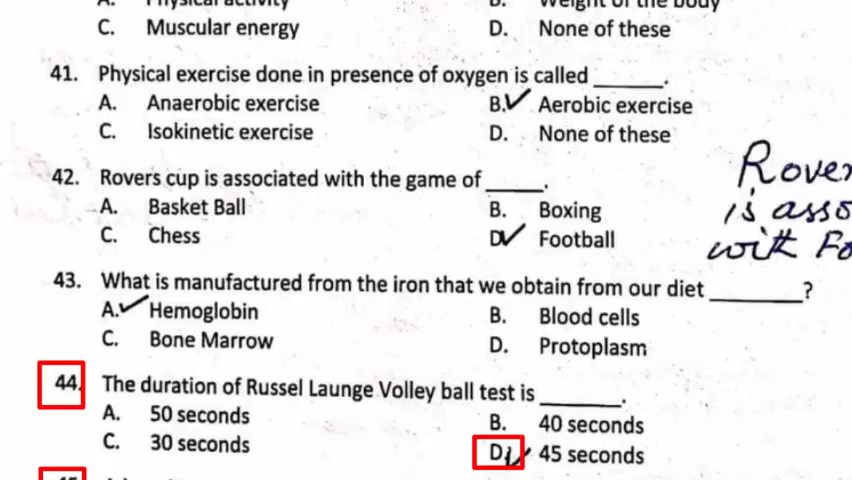 C. Muscular energy D. None of these
41. Physical exercise done in presence of oxygen is called ______.
A. Anaerobic exercise B. Aerobic exercise
C. Isokinetic exercise D. None of these
42. Rovers cup is associated with the game of _____.
A. Basket Ball B. Boxing
C. Chess D. Football
Rover
is asso
with Fo
43. What is manufactured from the iron that we obtain from our diet ________?
A. Hemoglobin B. Blood cells
C. Bone Marrow D. Protoplasm
44. The duration of Russel Launge Volley ball test is _______.
A. 50 seconds B. 40 seconds
C. 30 seconds D. 45 seconds